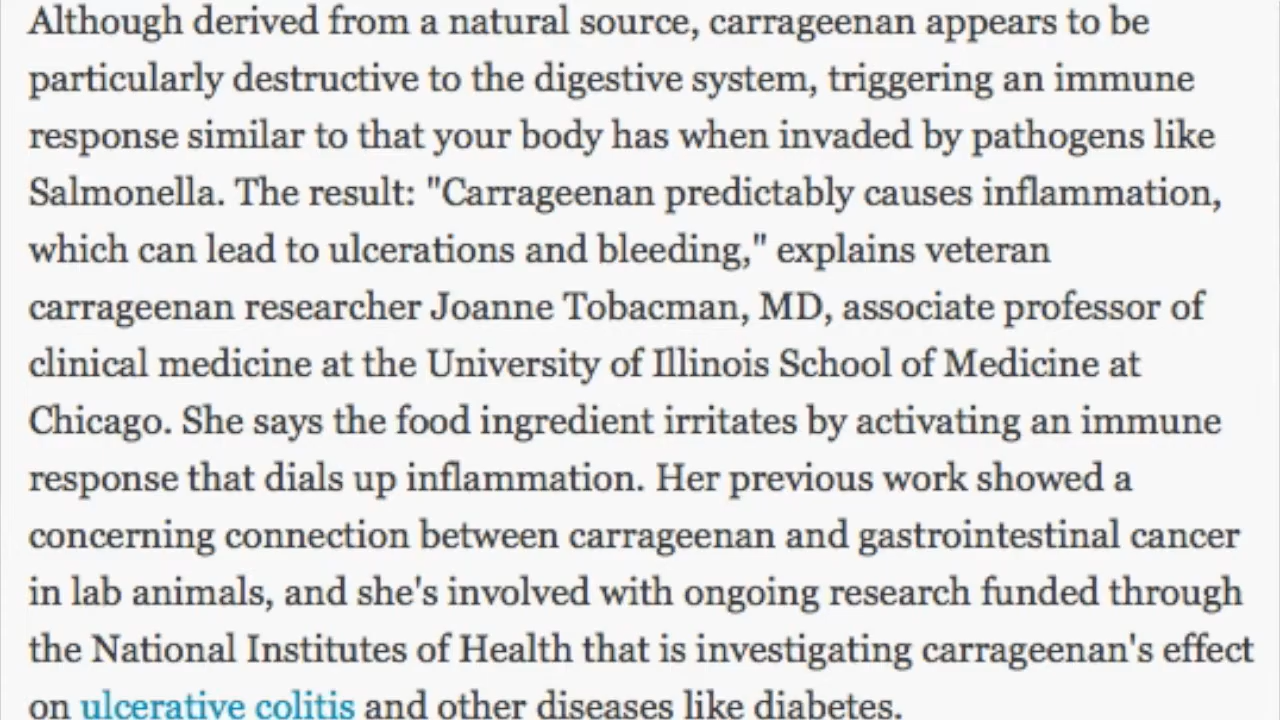 Although derived from a natural source, carrageenan appears to be
particularly destructive to the digestive system, triggering an immune
response similar to that your body has when invaded by pathogens like
Salmonella. The result: "Carrageenan predictably causes inflammation,
which can lead to ulcerations and bleeding," explains veteran
carrageenan researcher Joanne Tobacman, MD, associate professor of
clinical medicine at the University of Illinois School of Medicine at
Chicago. She says the food ingredient irritates by activating an immune
response that dials up inflammation. Her previous work showed a
concerning connection between carrageenan and gastrointestinal cancer
in lab animals, and she's involved with ongoing research funded through
the National Institutes of Health that is investigating carrageenan's effect
on ulcerative colitis and other diseases like diabetes.